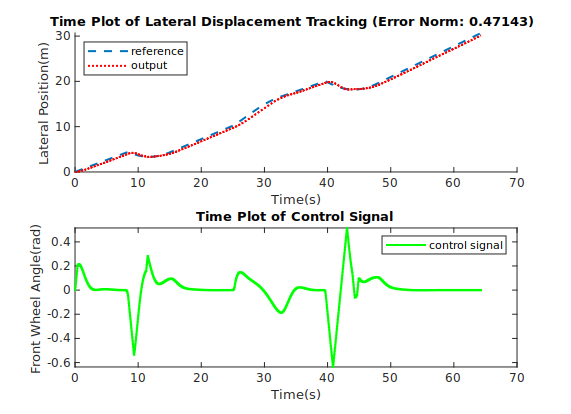 Time Plot of Lateral Displacement Tracking (Error Norm: 0.47143)
30
20
10
0
Lateral Position(m)
reference
output
0 10 20 30 40 50 60 70
Time(s)
Time Plot of Control Signal
0.4
0.2
0
-0.2
-0.4
-0.6
Front Wheel Angle(rad)
control signal
0 10 20 30 40 50 60 70
Time(s)